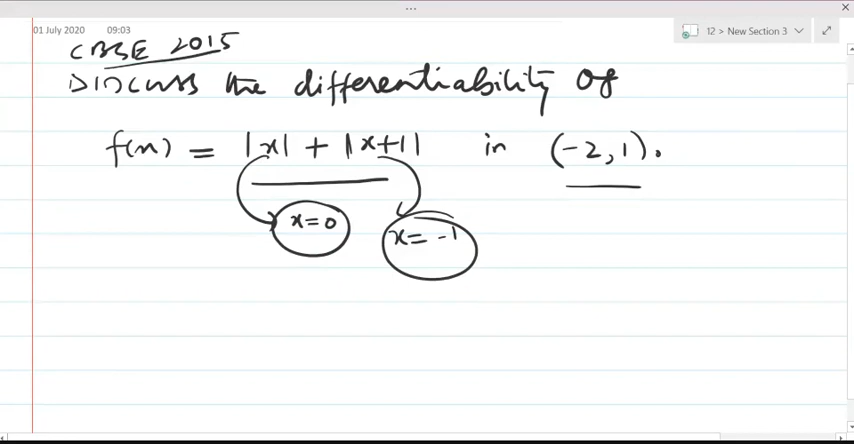 ...
01 July 2020 09:03
12 > New Section 3
CBSE 2015
DISCUSS the differentiability of
f(x) = |x| + |x+1| in (-2, 1).
x=0 x= -1